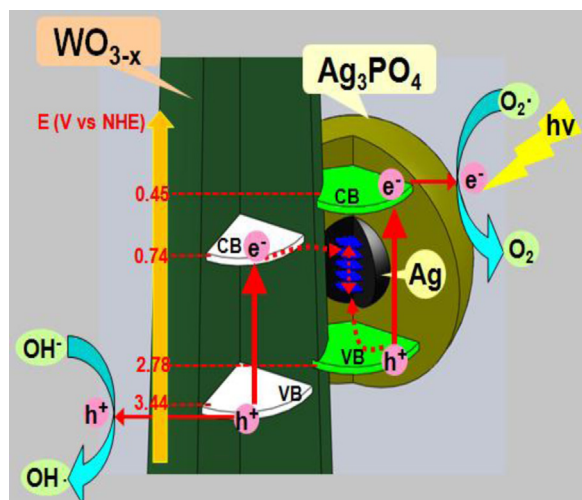 WO3-x
Ag3PO4
E (V vs NHE)
O2·
hν
e-
e-
0.45
CB
CB
e-
0.74
Ag
O2
OH-
2.78
VB
h+
3.44
VB
h+
h+
OH·